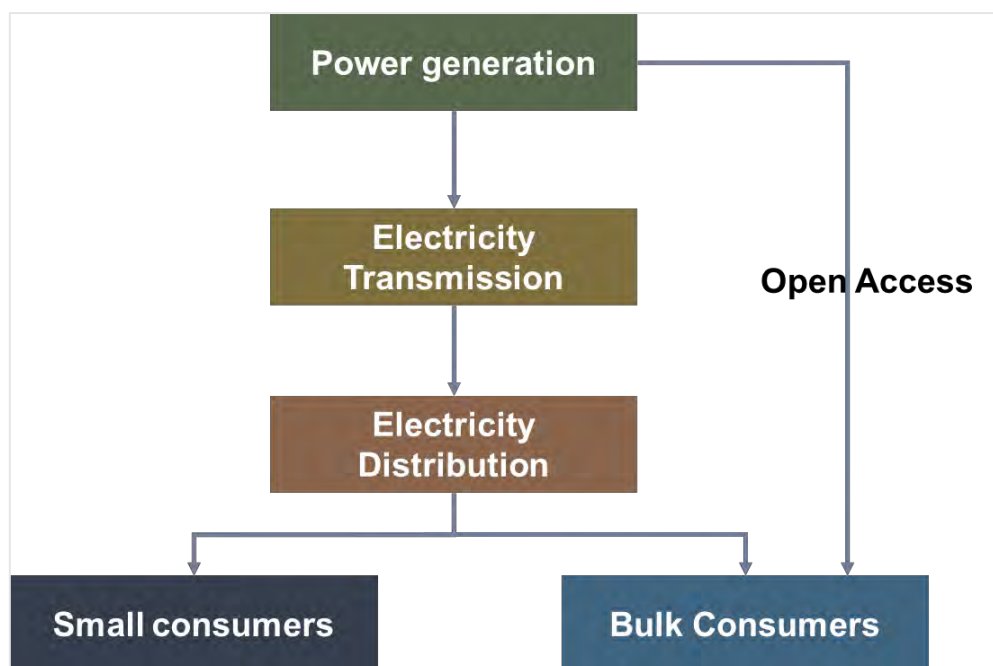 Power generation
Electricity
Transmission
Open Access
Electricity
Distribution
Small consumers
Bulk Consumers